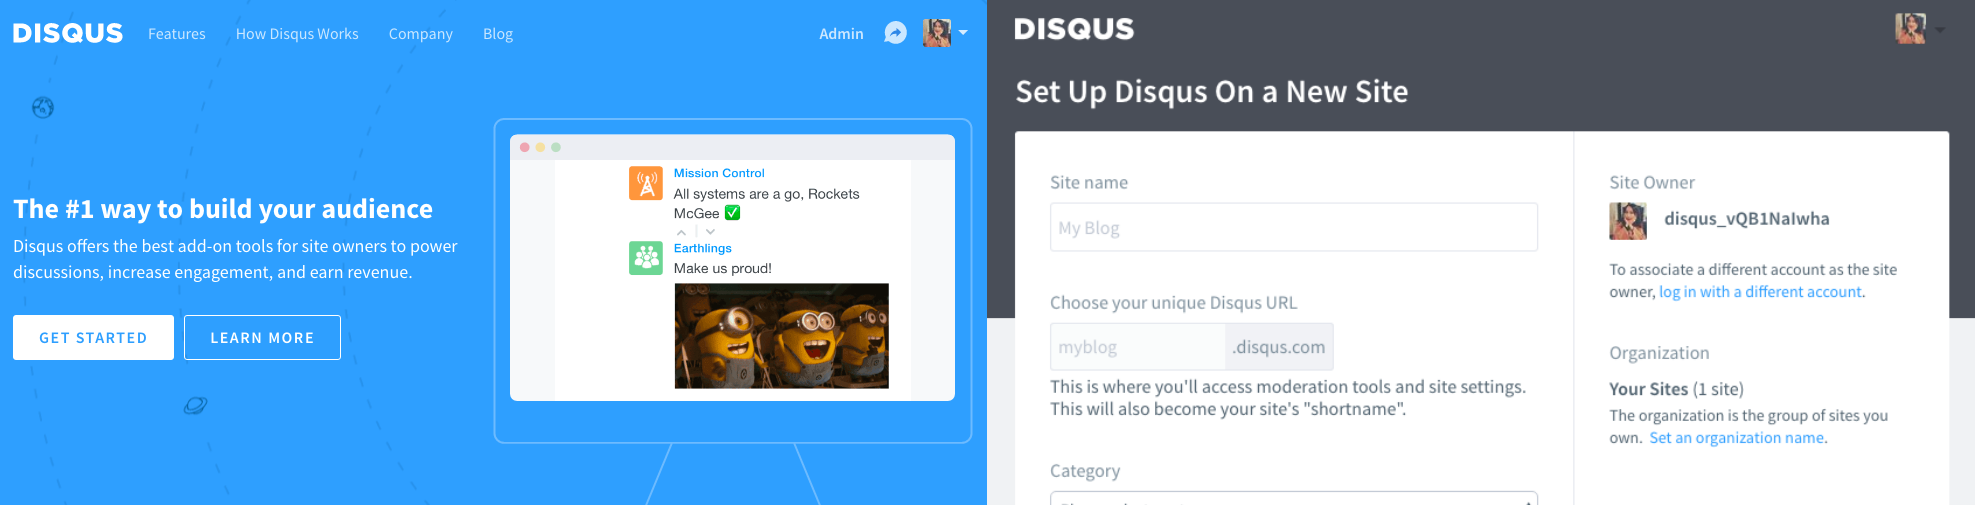 DISQUS
Features How Disqus Works Company Blog
Admin
The #1 way to build your audience
Disqus offers the best add-on tools for site owners to power
discussions, increase engagement, and earn revenue.
GET STARTED
LEARN MORE
Mission Control
All systems are a go, Rockets
McGee ✅
Earthlings
Make us proud!
DISQUS
Set Up Disqus On a New Site
Site name
My Blog
Choose your unique Disqus URL
myblog .disqus.com
This is where you'll access moderation tools and site settings.
This will also become your site's "shortname".
Category
Site Owner
disqus_vQB1NaIwha
To associate a different account as the site
owner, log in with a different account.
Organization
Your Sites (1 site)
The organization is the group of sites you
own. Set an organization name.